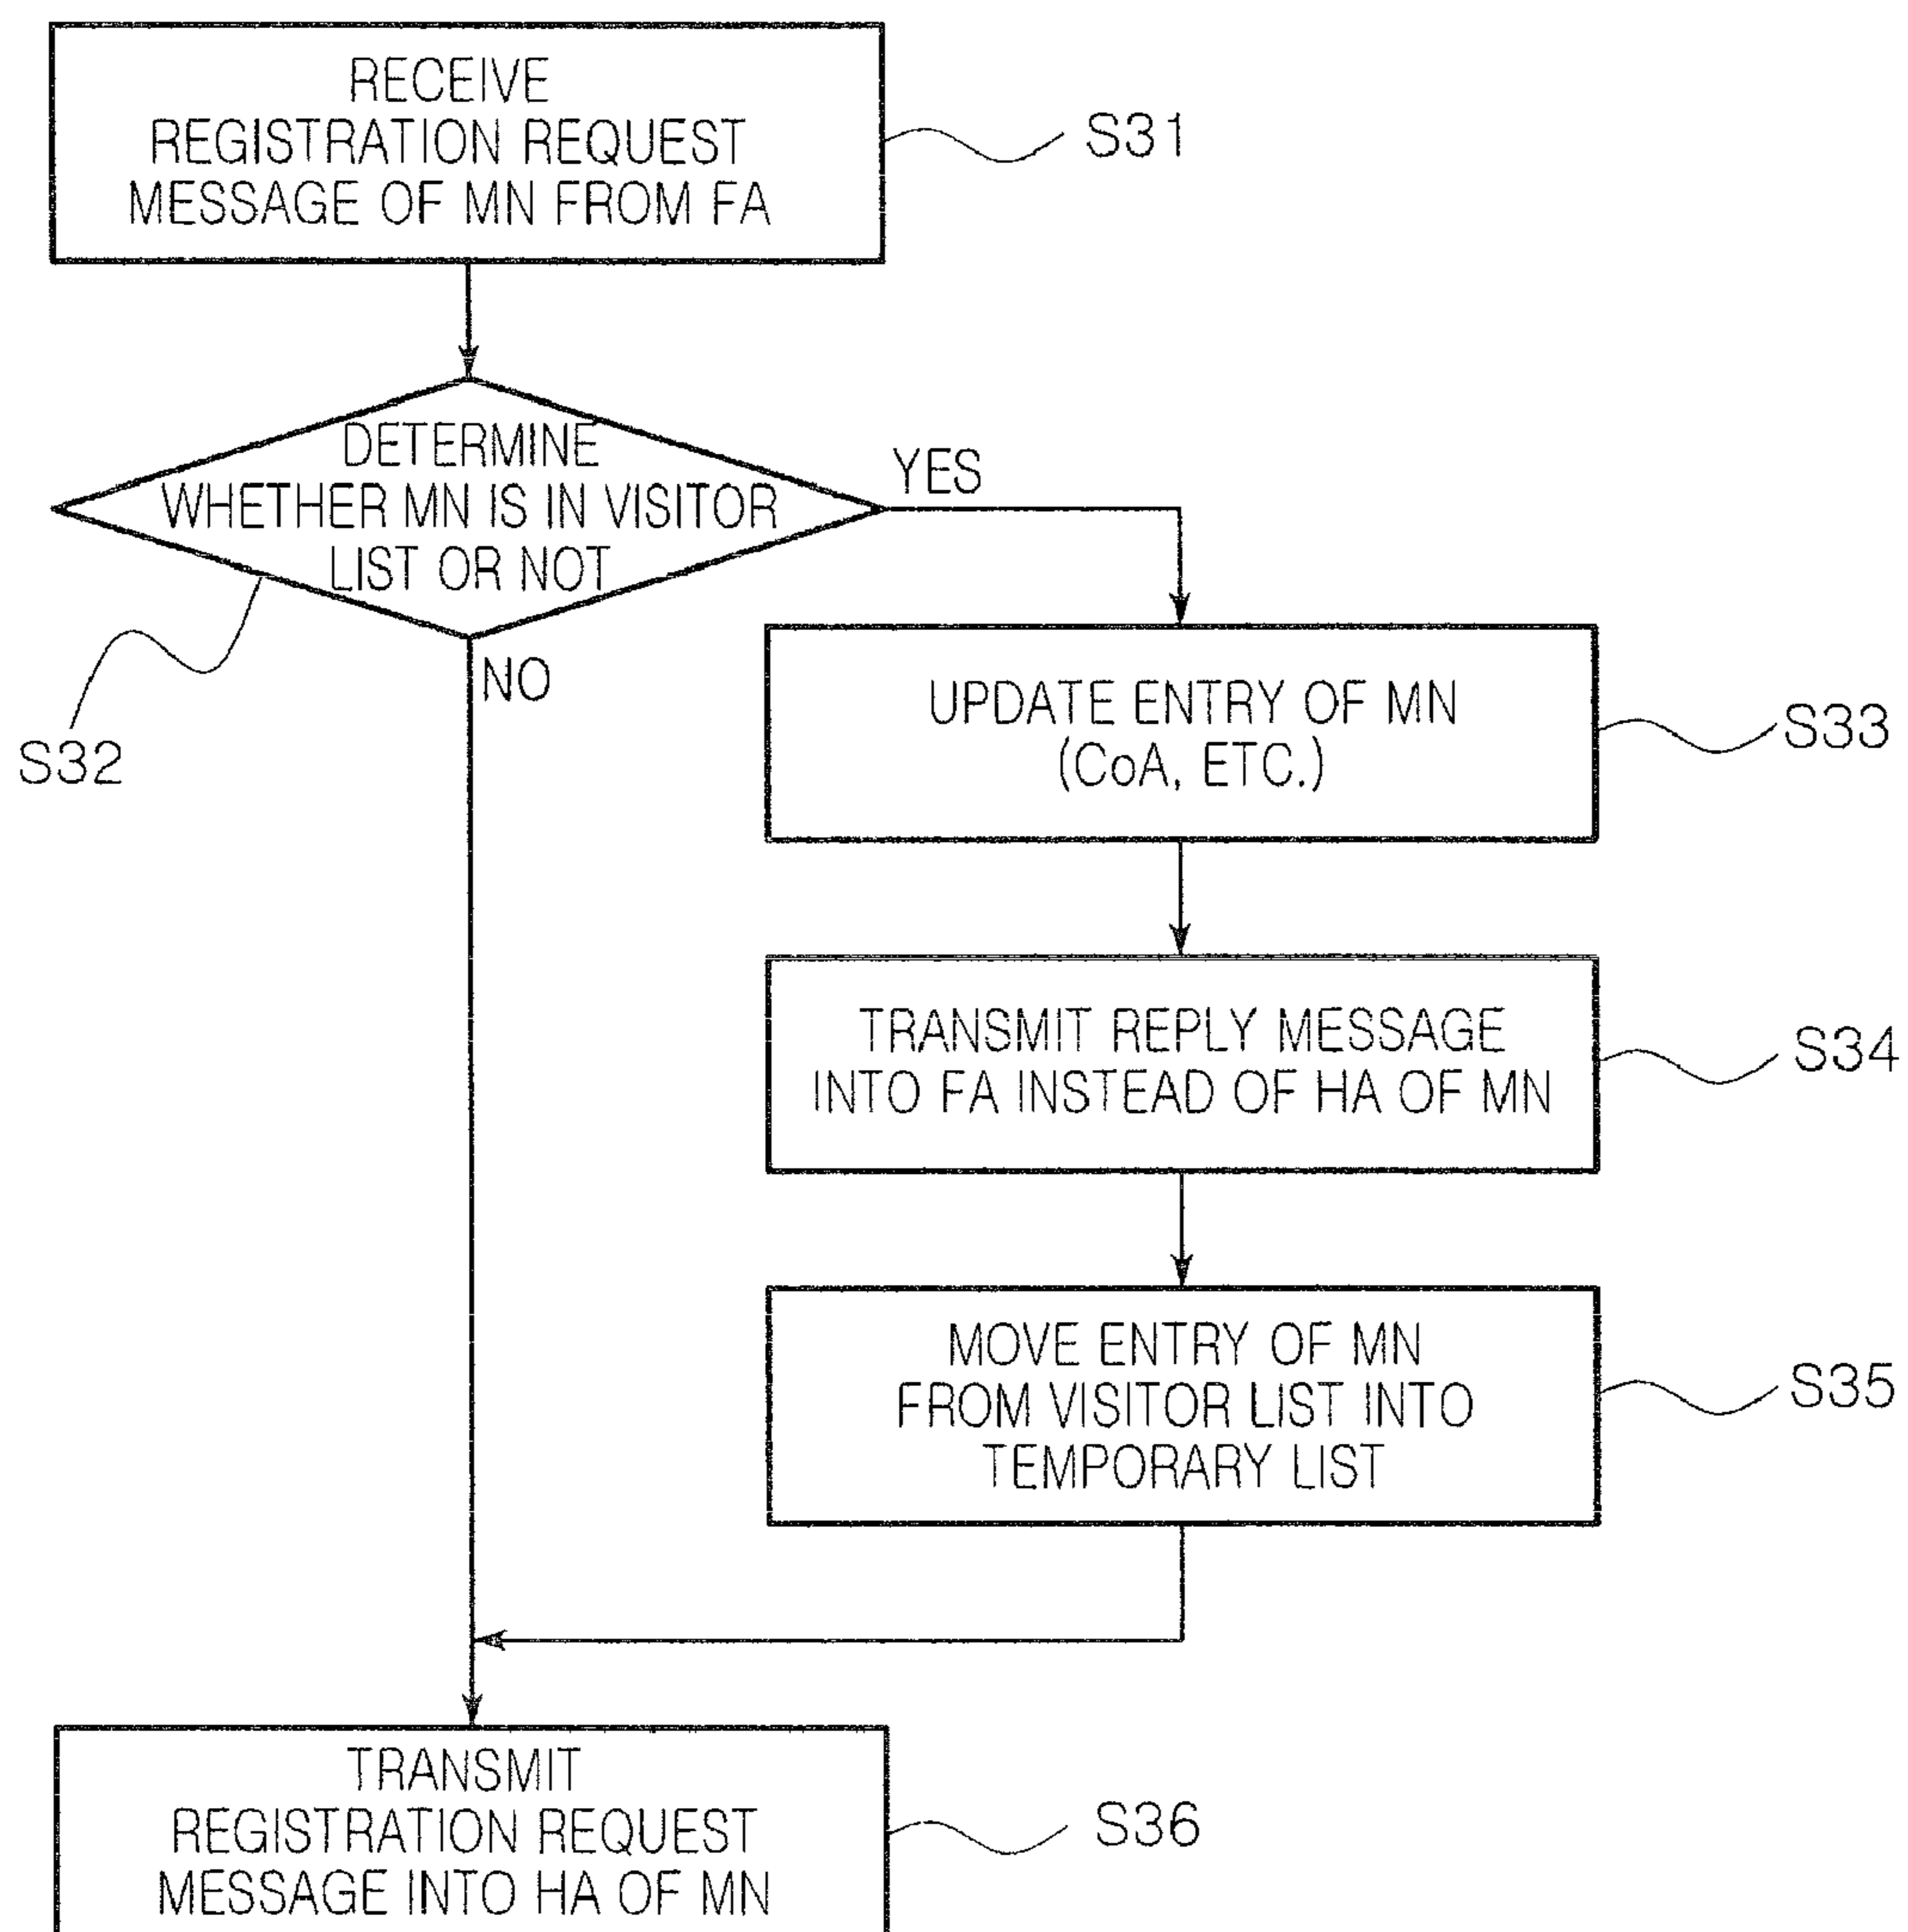 RECEIVE
REGISTRATION REQUEST
MESSAGE OF MN FROM FA
S31
DETERMINE
WHETHER MN IS IN VISITOR
LIST OR NOT
YES
NO
S32
UPDATE ENTRY OF MN
(CoA, ETC.)
S33
TRANSMIT REPLY MESSAGE
INTO FA INSTEAD OF HA OF MN
S34
MOVE ENTRY OF MN
FROM VISITOR LIST INTO
TEMPORARY LIST
S35
TRANSMIT
REGISTRATION REQUEST
MESSAGE INTO HA OF MN
S36